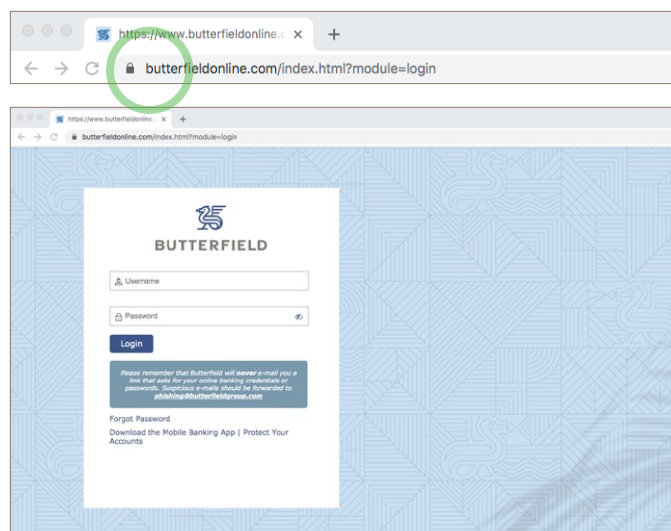 https://www.butterfieldonline.c
butterfieldonline.com/index.html?module=login
https://www.butterfieldonline.
butterfieldonline.com/index.html?module=login
BUTTERFIELD
Username
Password
Login
Please remember that Butterfield will never e-mail you a
link that asks for your online banking credentials or
passwords. Suspicious e-mails should be forwarded to
phishing@butterfieldgroup.com
Forgot Password
Download the Mobile Banking App | Protect Your
Accounts